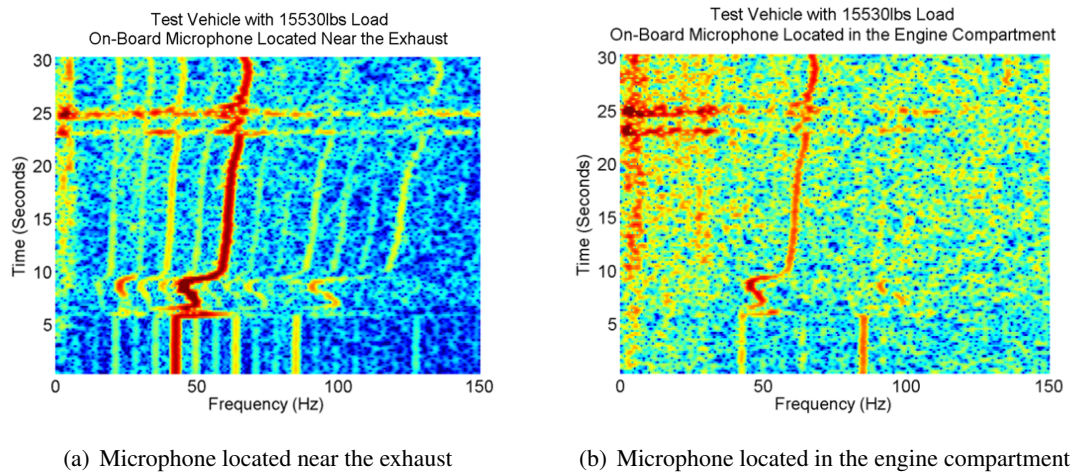 Test Vehicle with 15530lbs Load
On-Board Microphone Located Near the Exhaust
30
25
20
15
10
5
Time (Seconds)
0
50
100
150
Frequency (Hz)
(a) Microphone located near the exhaust
Test Vehicle with 15530lbs Load
On-Board Microphone Located in the Engine Compartment
30
25
20
15
10
5
Time (Seconds)
0
50
100
150
Frequency (Hz)
(b) Microphone located in the engine compartment